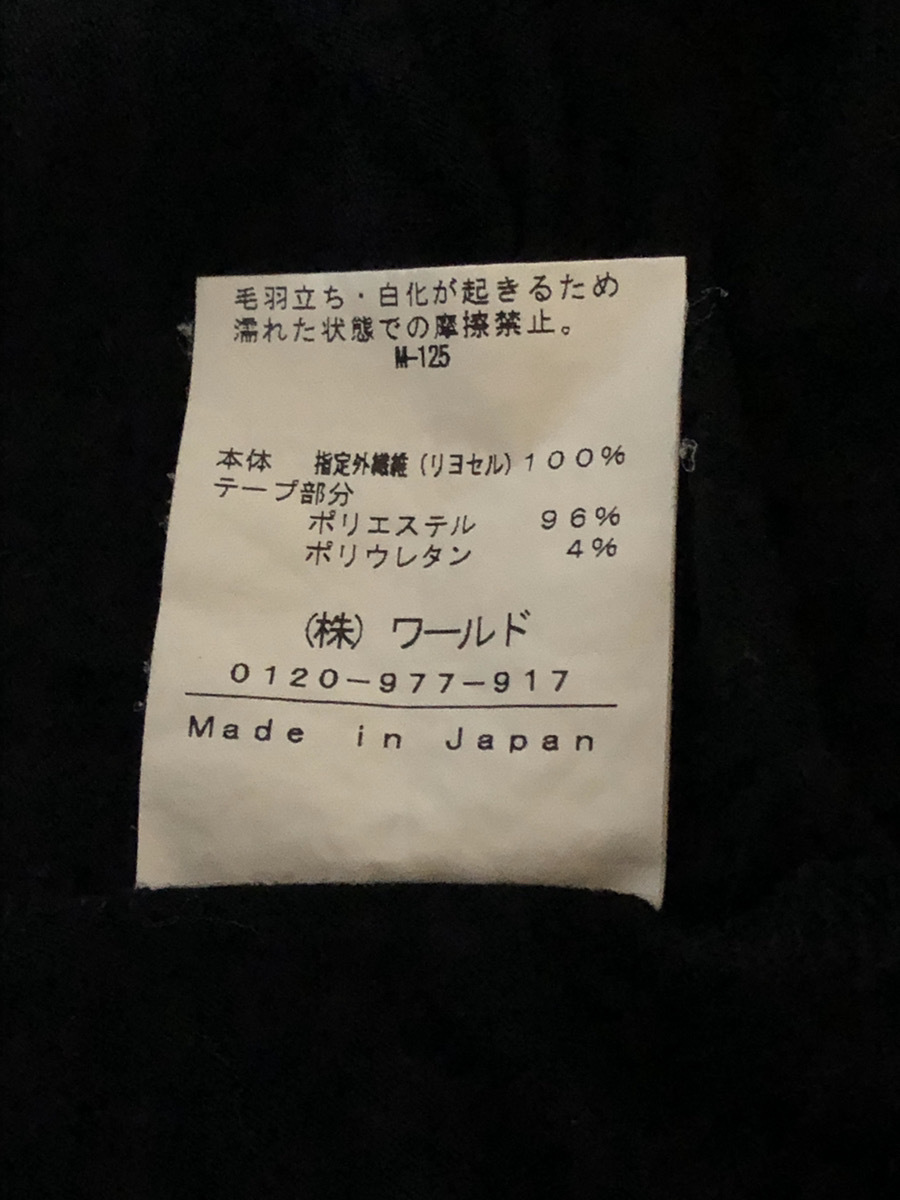 毛羽立ち・白化が起きるため
濡れた状態での摩擦禁止。
M-125
本体 指定外繊維（リヨセル）１００％
テープ部分
ポリエステル ９６％
ポリウレタン ４％
（株）ワールド
０１２０－９７７－９１７
Ｍａｄｅ ｉｎ Ｊａｐａｎ